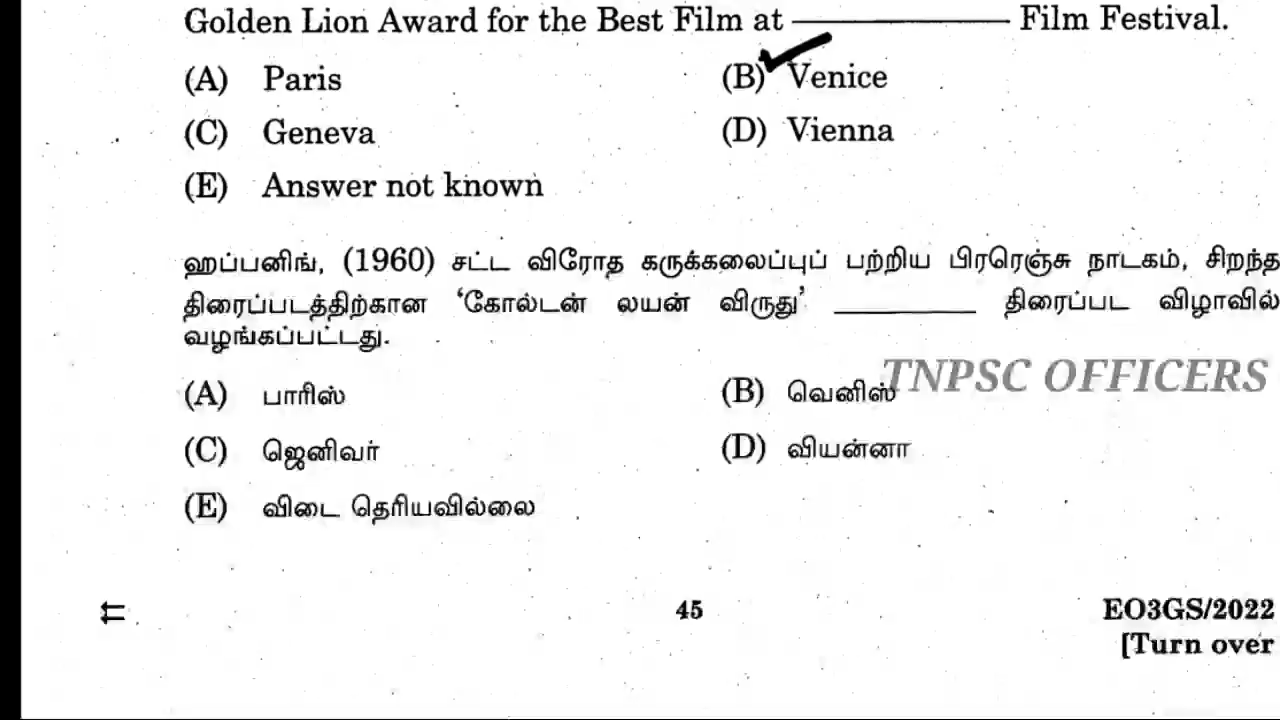 Golden Lion Award for the Best Film at ———— Film Festival.
(A) Paris (B) Venice
(C) Geneva (D) Vienna
(E) Answer not known
ஹப்பனிங், (1960) சட்ட விரோத கருக்கலைப்புப் பற்றிய பிரரெஞ்சு நாடகம், சிறந்த
திரைப்படத்திற்கான ‘கோல்டன் லயன் விருது’ ________ திரைப்பட விழாவில்
வழங்கப்பட்டது.
TNPSC OFFICERS
(A) பாரிஸ் (B) வெனிஸ்
(C) ஜெனிவர் (D) வியன்னா
(E) விடை தெரியவில்லை
45 EO3GS/2022
[Turn over